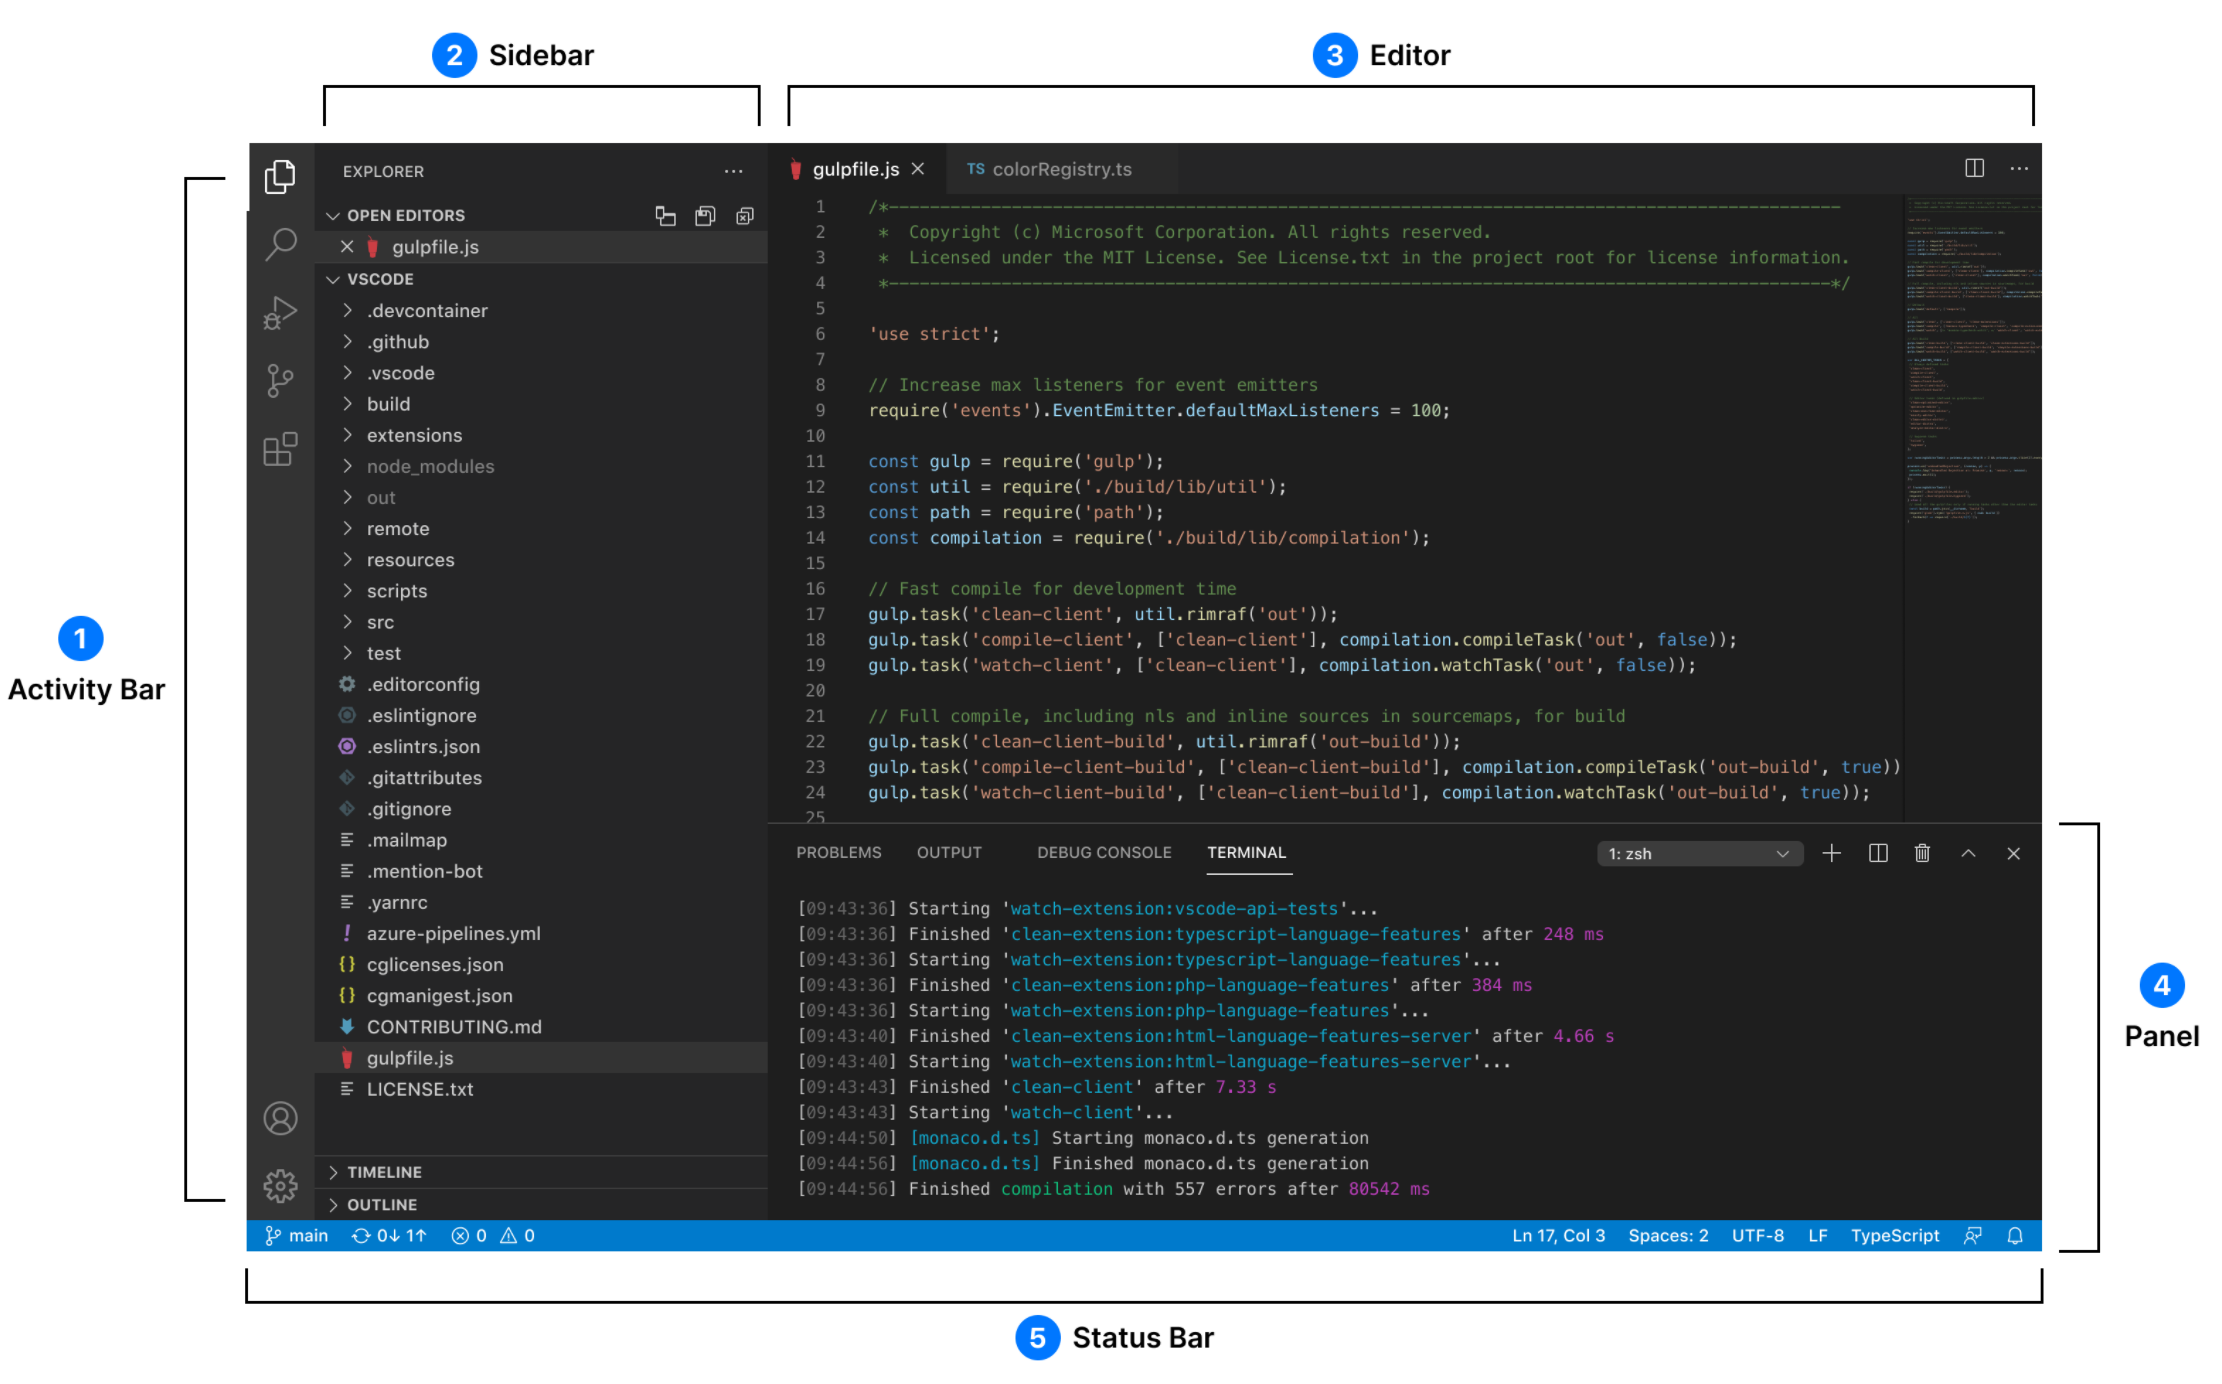 2 Sidebar
3 Editor
1
Activity Bar
EXPLORER
OPEN EDITORS
gulpfile.js
VSCODE
.devcontainer
.github
.vscode
build
extensions
node_modules
out
remote
resources
scripts
src
test
.editorconfig
.eslintignore
.eslintrs.json
.gitattributes
.gitignore
.mailmap
.mention-bot
.yarnrc
azure-pipelines.yml
cglicenses.json
cgmanigest.json
CONTRIBUTING.md
gulpfile.js
LICENSE.txt
TIMELINE
OUTLINE
gulpfile.js TS colorRegistry.ts
1 /*---------------------------------------------------------------------------------------------
2 * Copyright (c) Microsoft Corporation. All rights reserved.
3 * Licensed under the MIT License. See License.txt in the project root for license information.
4 *--------------------------------------------------------------------------------------------*/
5
6 'use strict';
7
8 // Increase max listeners for event emitters
9 require('events').EventEmitter.defaultMaxListeners = 100;
10
11 const gulp = require('gulp');
12 const util = require('./build/lib/util');
13 const path = require('path');
14 const compilation = require('./build/lib/compilation');
15
16 // Fast compile for development time
17 gulp.task('clean-client', util.rimraf('out'));
18 gulp.task('compile-client', ['clean-client'], compilation.compileTask('out', false));
19 gulp.task('watch-client', ['clean-client'], compilation.watchTask('out', false));
20
21 // Full compile, including nls and inline sources in sourcemaps, for build
22 gulp.task('clean-client-build', util.rimraf('out-build'));
23 gulp.task('compile-client-build', ['clean-client-build'], compilation.compileTask('out-build', true))
24 gulp.task('watch-client-build', ['clean-client-build'], compilation.watchTask('out-build', true));
25
PROBLEMS OUTPUT DEBUG CONSOLE TERMINAL 1: zsh
[09:43:36] Starting 'watch-extension:vscode-api-tests'...
[09:43:36] Finished 'clean-extension:typescript-language-features' after 248 ms
[09:43:36] Starting 'watch-extension:typescript-language-features'...
[09:43:36] Finished 'clean-extension:php-language-features' after 384 ms
[09:43:36] Starting 'watch-extension:php-language-features'...
[09:43:40] Finished 'clean-extension:html-language-features-server' after 4.66 s
[09:43:40] Starting 'watch-extension:html-language-features-server'...
[09:43:43] Finished 'clean-client' after 7.33 s
[09:43:43] Starting 'watch-client'...
[09:44:50] [monaco.d.ts] Starting monaco.d.ts generation
[09:44:56] [monaco.d.ts] Finished monaco.d.ts generation
[09:44:56] Finished compilation with 557 errors after 80542 ms
4
Panel
main 0↓ 1↑ 0 0 Ln 17, Col 3 Spaces: 2 UTF-8 LF TypeScript
5 Status Bar